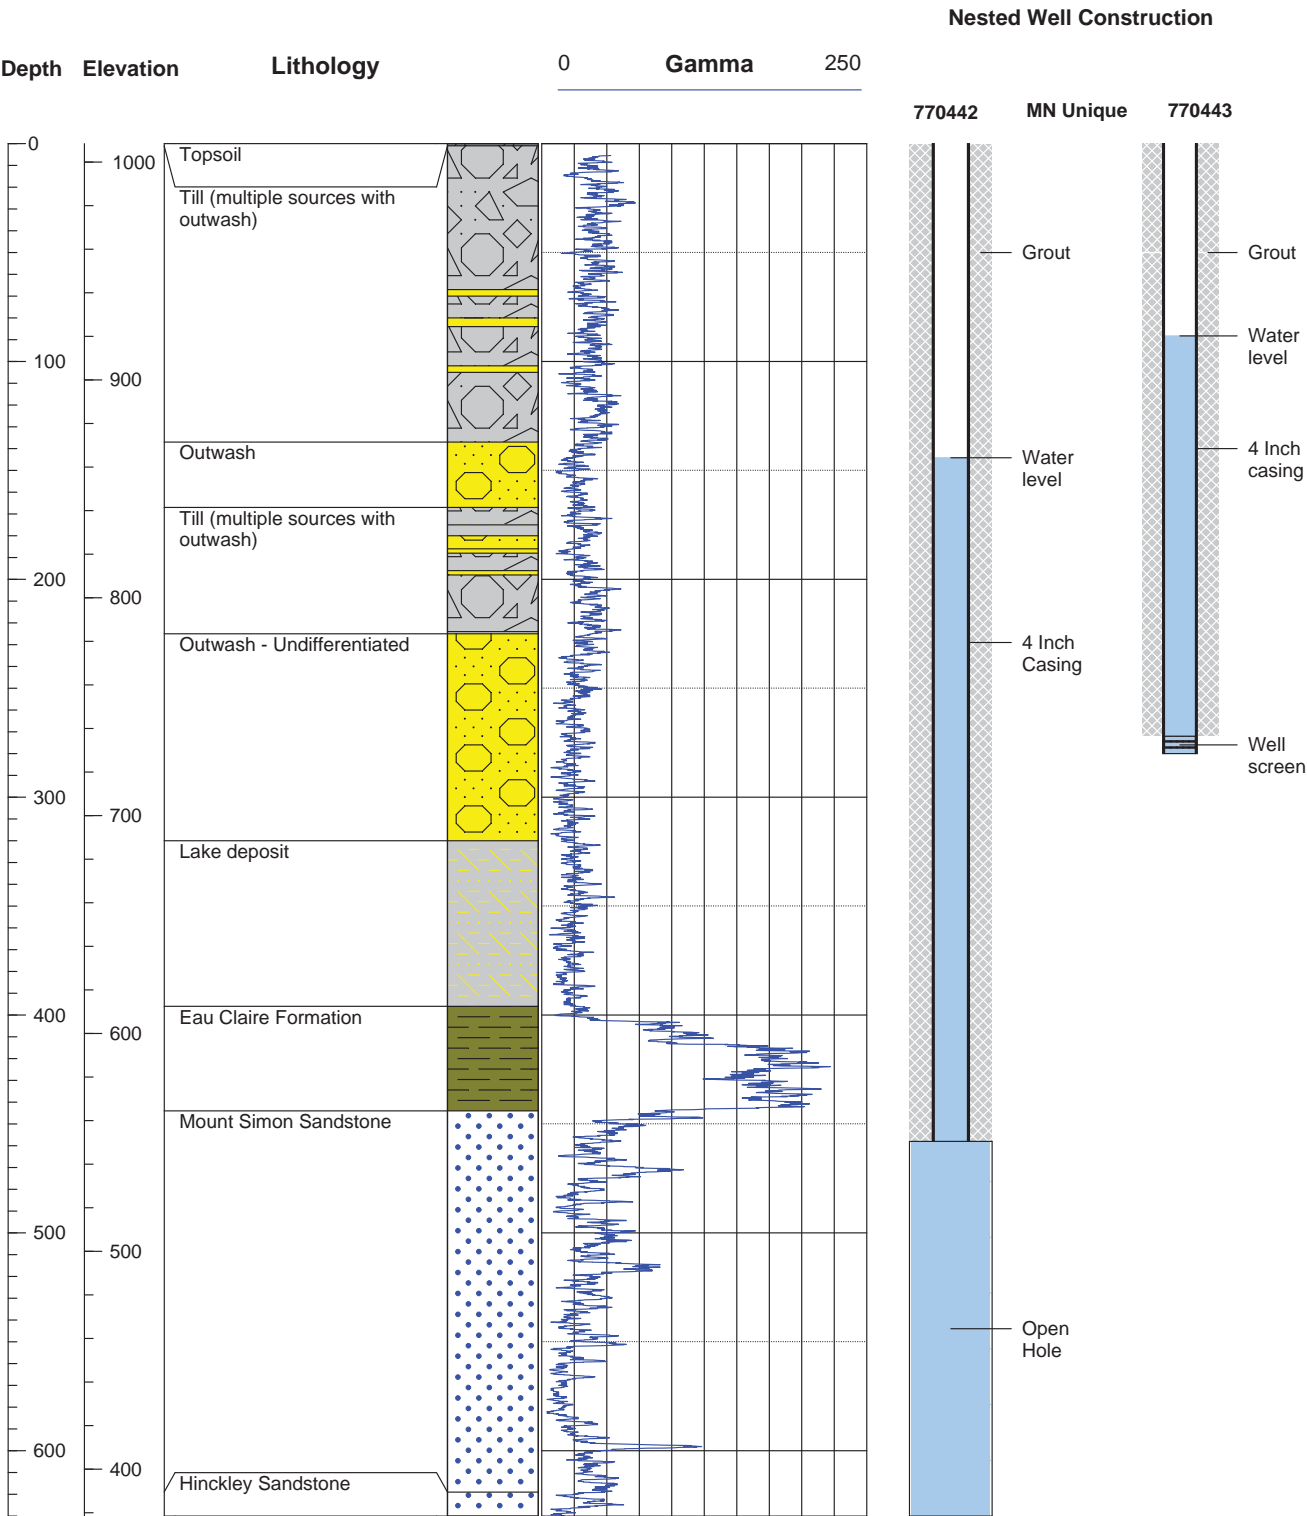 Nested Well Construction
Depth Elevation Lithology 0 Gamma 250
770442 MN Unique 770443
0
100
200
300
400
500
600
1000
900
800
700
600
500
400
Topsoil
Till (multiple sources with
outwash)
Outwash
Till (multiple sources with
outwash)
Outwash - Undifferentiated
Lake deposit
Eau Claire Formation
Mount Simon Sandstone
Hinckley Sandstone
Grout
Water
level
4 Inch
Casing
Open
Hole
Grout
Water
level
4 Inch
casing
Well
screen